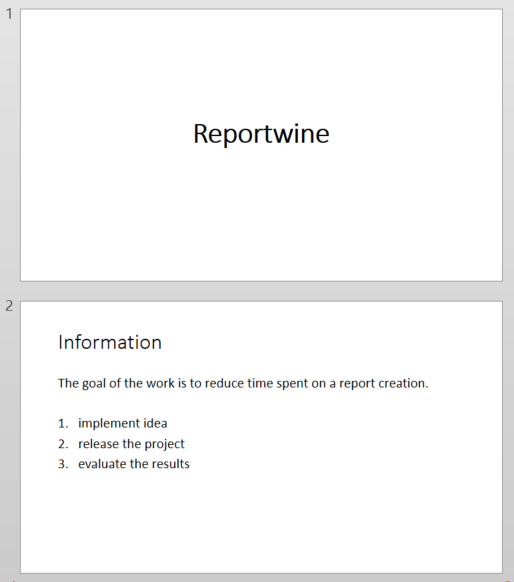 1
Reportwine
2
Information
The goal of the work is to reduce time spent on a report creation.
1. implement idea
2. release the project
3. evaluate the results